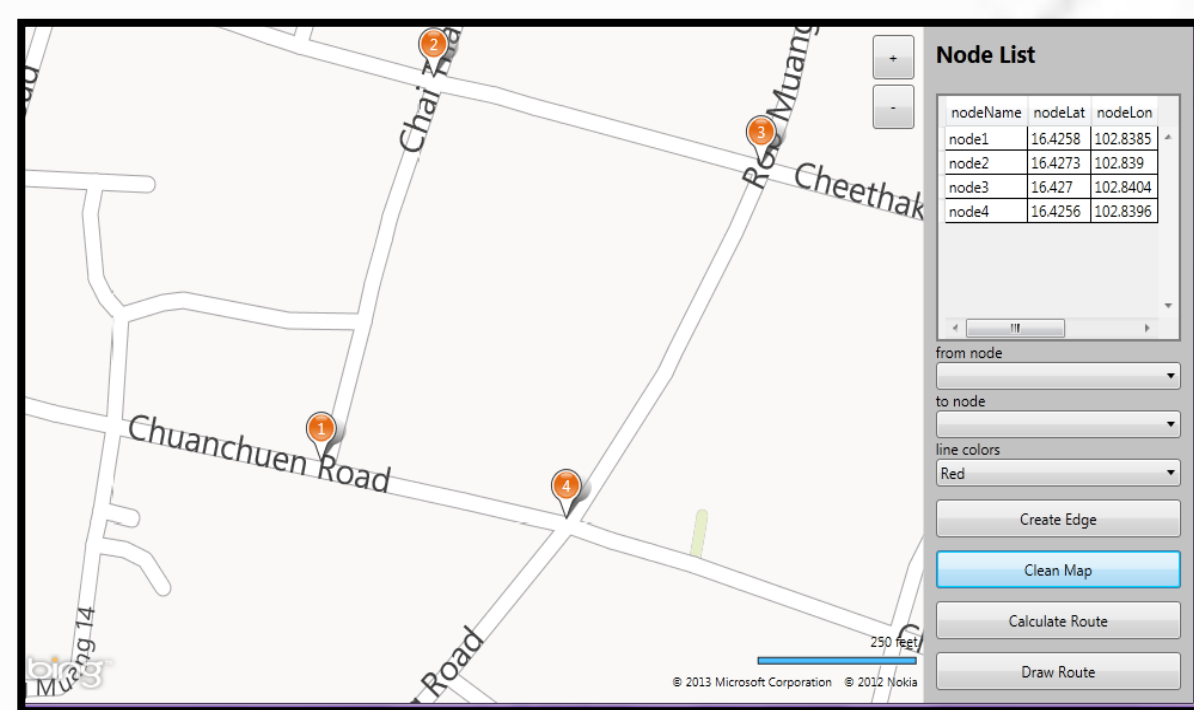 2
Chai
3
Rop Muang
Cheethak
1
Chuanchuen Road
4
Muang 14
Road
bing
250 feet
© 2013 Microsoft Corporation © 2012 Nokia
+
-
Node List
nodeName nodeLat nodeLon
node1 16.4258 102.8385
node2 16.4273 102.839
node3 16.427 102.8404
node4 16.4256 102.8396
from node
to node
line colors
Red
Create Edge
Clean Map
Calculate Route
Draw Route